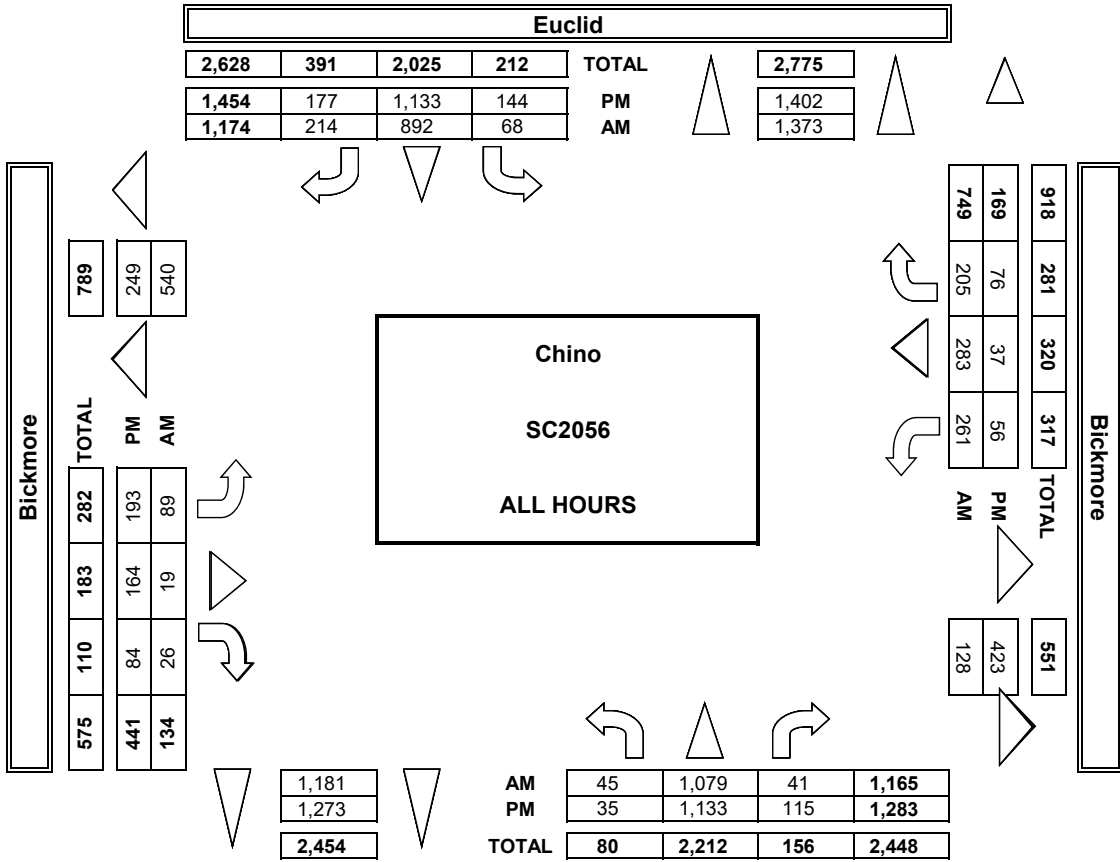 Euclid
2,628 391 2,025 212 TOTAL 2,775
1,454 177 1,133 144 PM 1,402
1,174 214 892 68 AM 1,373
Bickmore
789 249 540
TOTAL PM AM
282 193 89
183 164 19
110 84 26
575 441 134
Chino
SC2056
ALL HOURS
749 169 918
205 76 281
283 37 320
261 56 317
AM PM TOTAL
128 423 551
Bickmore
1,181 AM 45 1,079 41 1,165
1,273 PM 35 1,133 115 1,283
2,454 TOTAL 80 2,212 156 2,448